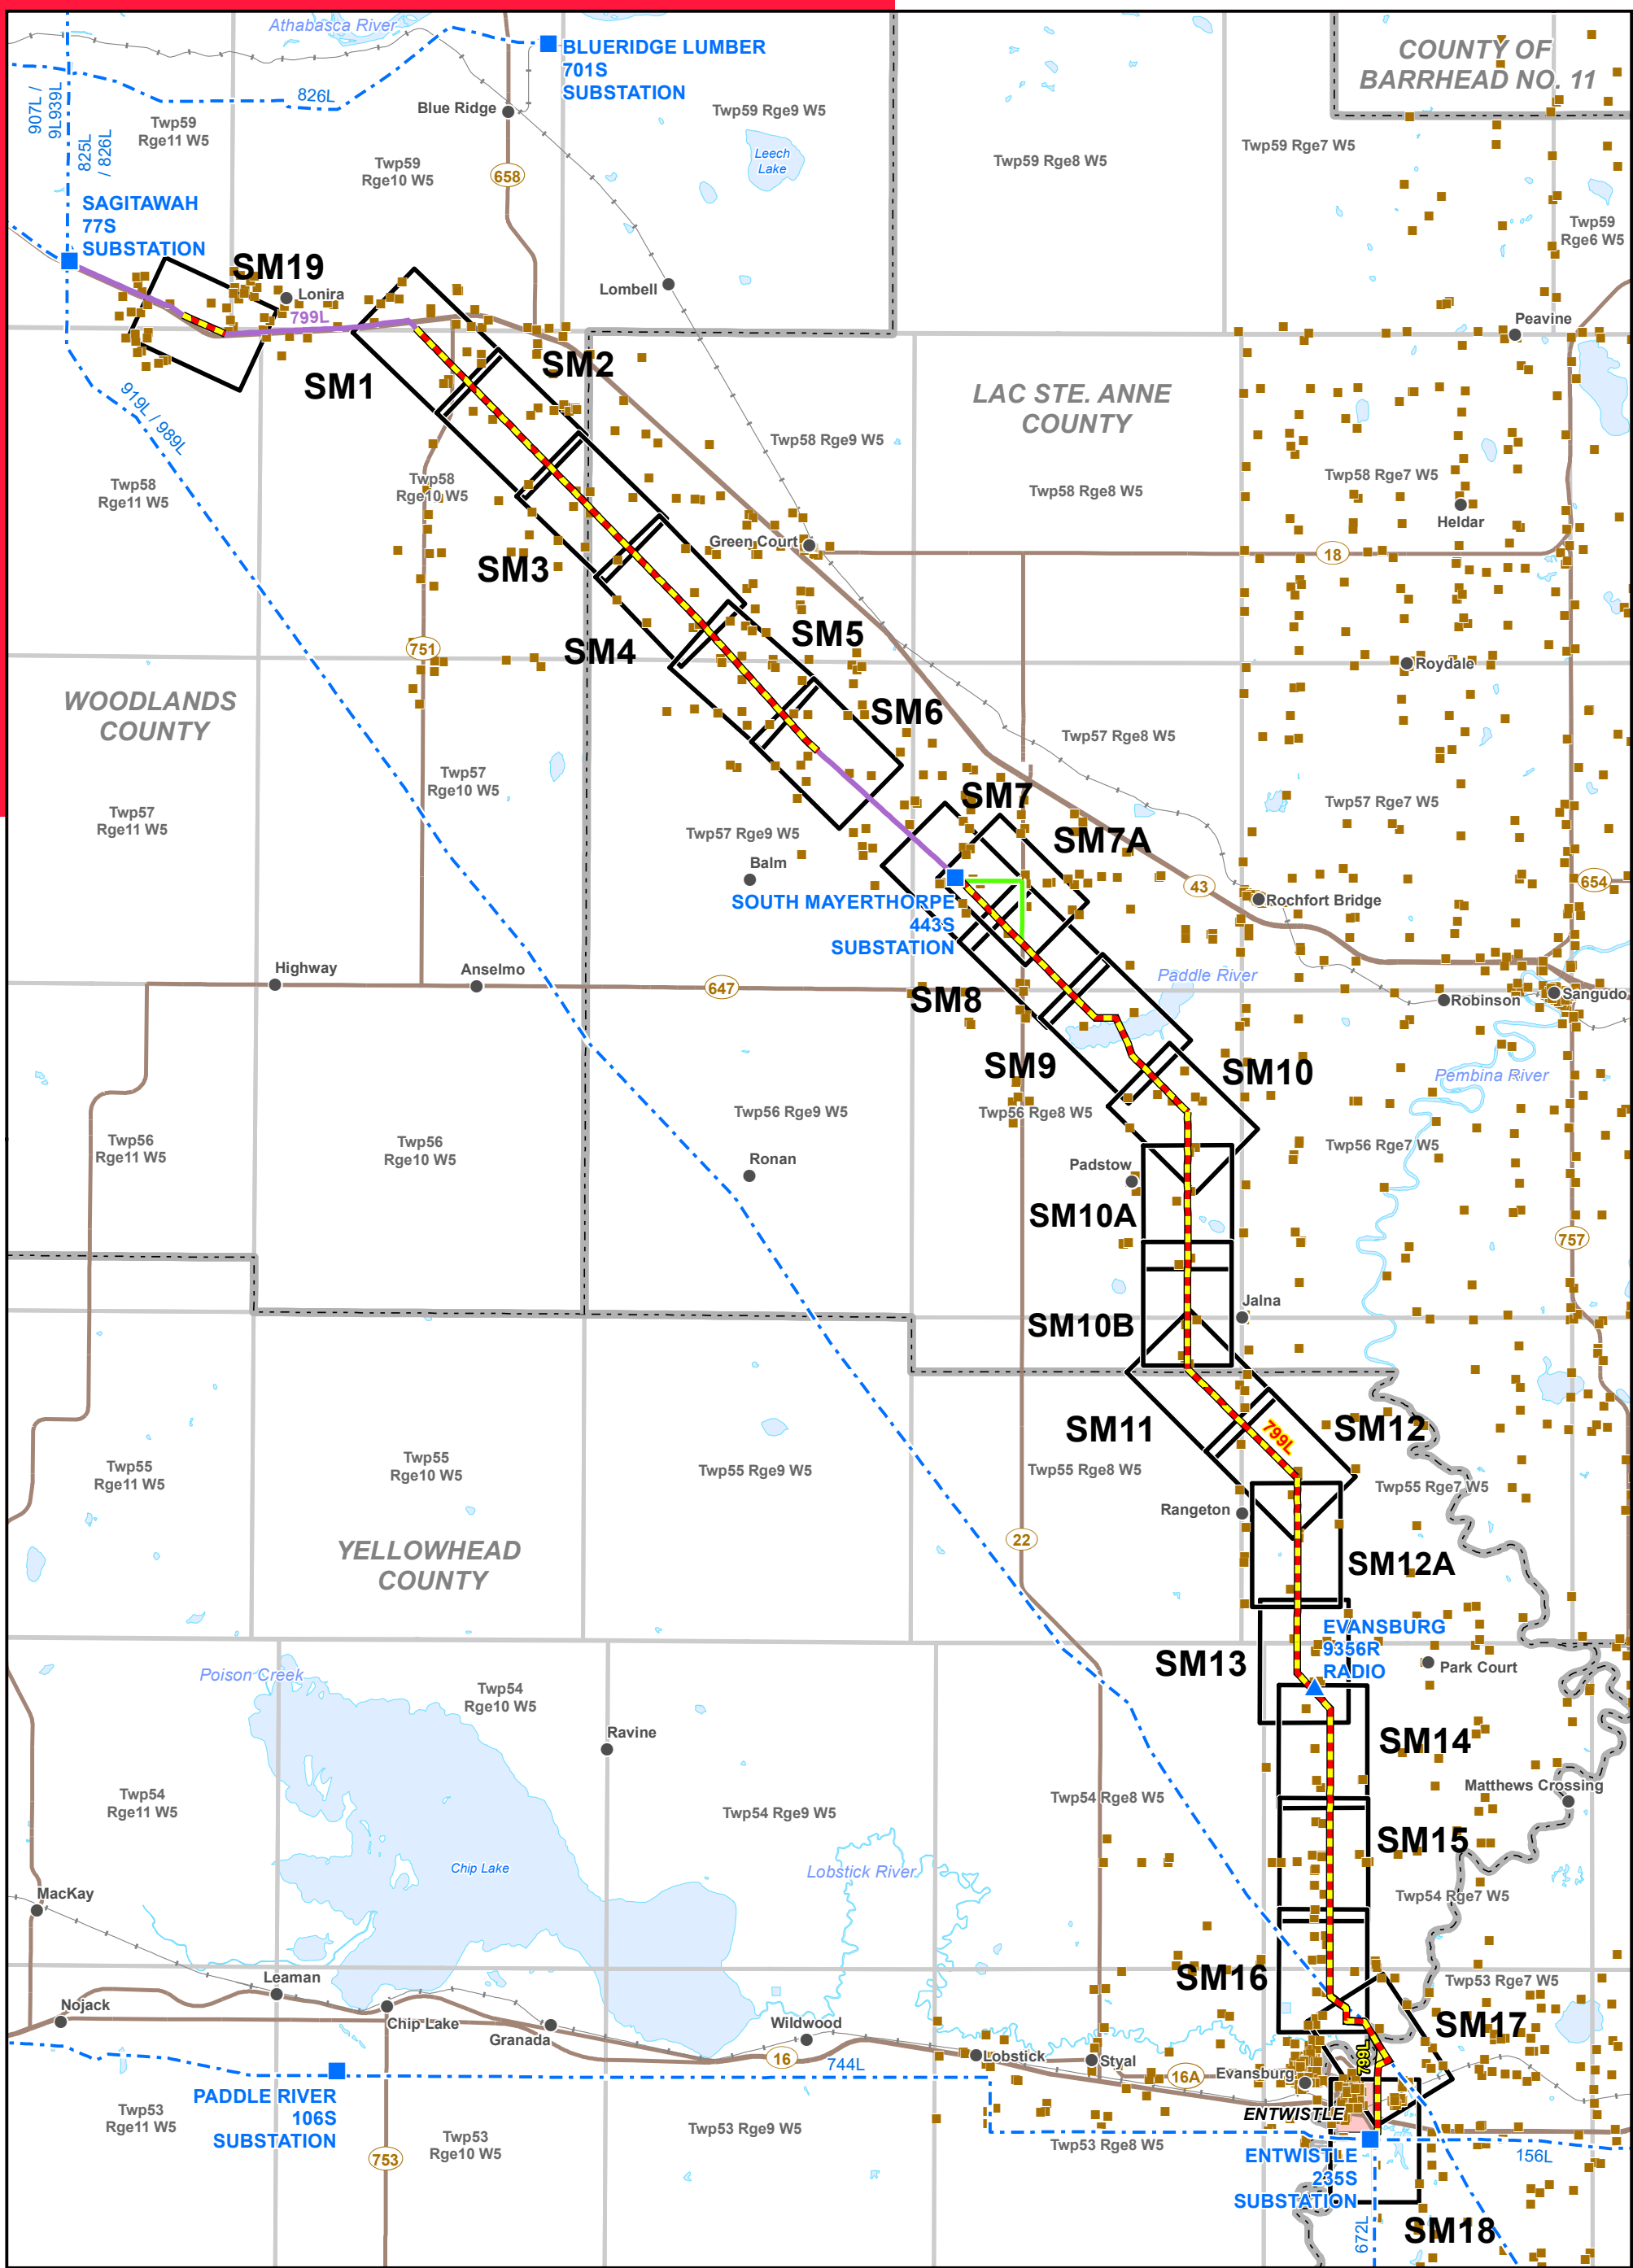 Athabasca River
BLUERIDGE LUMBER
701S
SUBSTATION
COUNTY OF
BARRHEAD NO. 11
907L /
9L939L
825L
/ 826L
826L
Blue Ridge
Twp59
Rge11 W5
Twp59
Rge10 W5
658
Twp59 Rge9 W5
Leech
Lake
Twp59 Rge8 W5
Twp59 Rge7 W5
Twp59
Rge6 W5
SAGITAWAH
77S
SUBSTATION
SM19
Lonira
799L
Lombell
Peavine
SM1
SM2
919L / 989L
LAC STE. ANNE
COUNTY
Twp58 Rge9 W5
Twp58
Rge11 W5
Twp58
Rge10 W5
Twp58 Rge8 W5
Twp58 Rge7 W5
Heldar
Green Court
18
SM3
SM4
SM5
751
Roydale
WOODLANDS
COUNTY
SM6
Twp57 Rge8 W5
Twp57
Rge10 W5
Twp57
Rge11 W5
SM7
Twp57 Rge7 W5
Twp57 Rge9 W5
SM7A
Balm
43
654
SOUTH MAYERTHORPE
443S
SUBSTATION
Rochfort Bridge
Highway
Anselmo
647
Paddle River
SM8
Robinson
Sangudo
SM9
SM10
Pembina River
Twp56 Rge9 W5
Twp56 Rge8 W5
Twp56
Rge11 W5
Twp56
Rge10 W5
Twp56 Rge7 W5
Ronan
Padstow
SM10A
757
Jalna
SM10B
SM11
799L
SM12
Twp55
Rge11 W5
Twp55
Rge10 W5
Twp55 Rge9 W5
Twp55 Rge8 W5
Twp55 Rge7 W5
Rangeton
22
YELLOWHEAD
COUNTY
SM12A
EVANSBURG
9356R
RADIO
SM13
Park Court
Poison Creek
Twp54
Rge10 W5
Ravine
SM14
Matthews Crossing
Twp54
Rge11 W5
Twp54 Rge9 W5
Twp54 Rge8 W5
SM15
Chip Lake
Lobstick River
MacKay
Twp54 Rge7 W5
SM16
Leaman
Twp53 Rge7 W5
Nojack
Chip Lake
Granada
Wildwood
SM17
16
744L
Lobstick
Styal
16A
Evansburg
799L
PADDLE RIVER
106S
SUBSTATION
ENTWISTLE
Twp53
Rge11 W5
Twp53
Rge10 W5
Twp53 Rge9 W5
Twp53 Rge8 W5
753
ENTWISTLE
235S
SUBSTATION
156L
672L
SM18